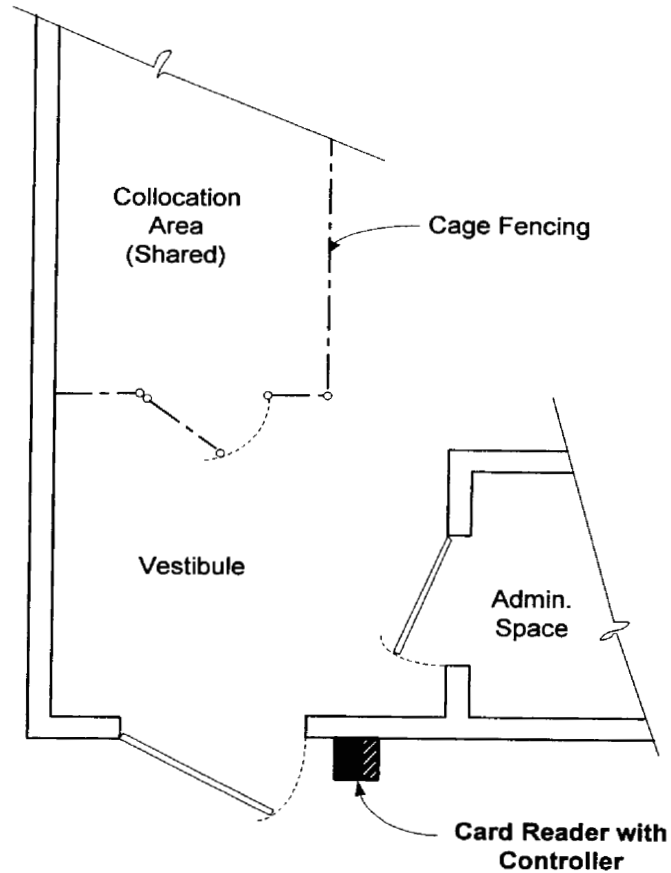 Collocation
Area
(Shared)
Cage Fencing
Vestibule
Admin.
Space
Card Reader with
Controller